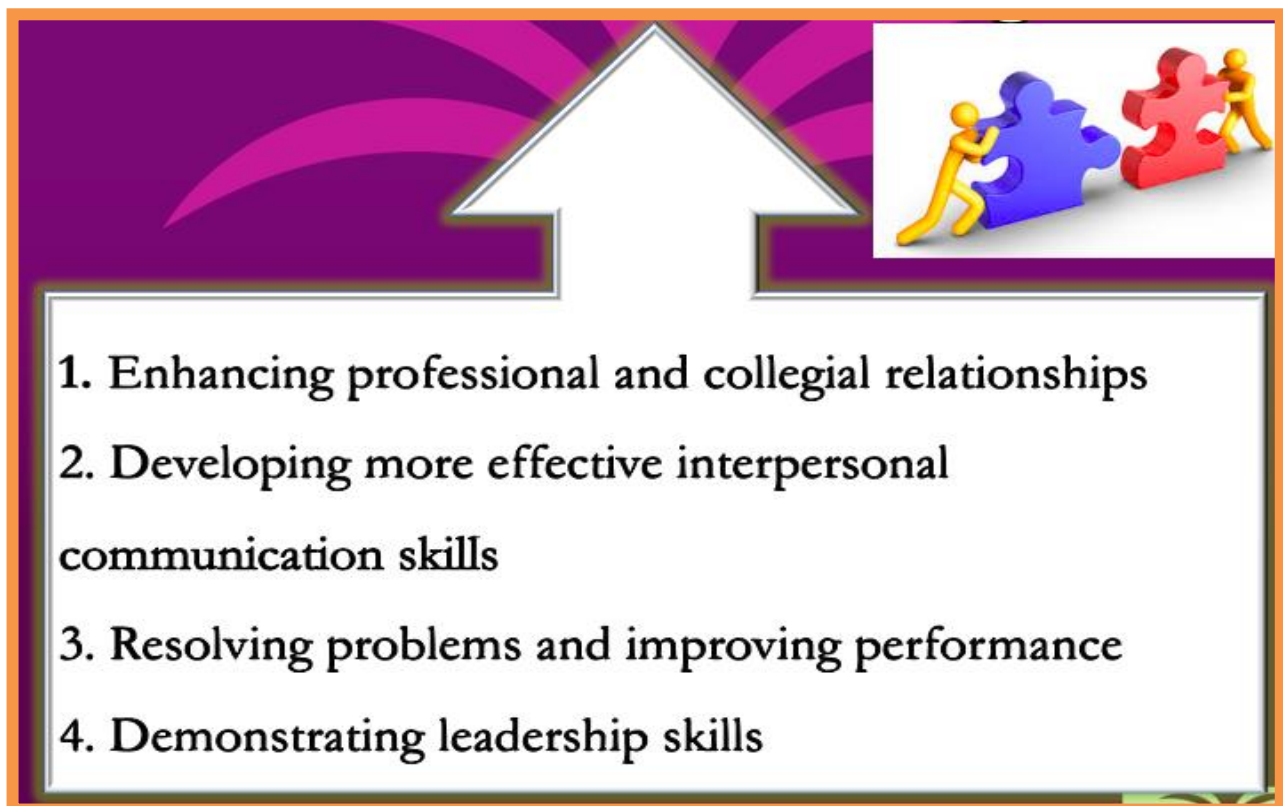 1. Enhancing professional and collegial relationships
2. Developing more effective interpersonal
communication skills
3. Resolving problems and improving performance
4. Demonstrating leadership skills